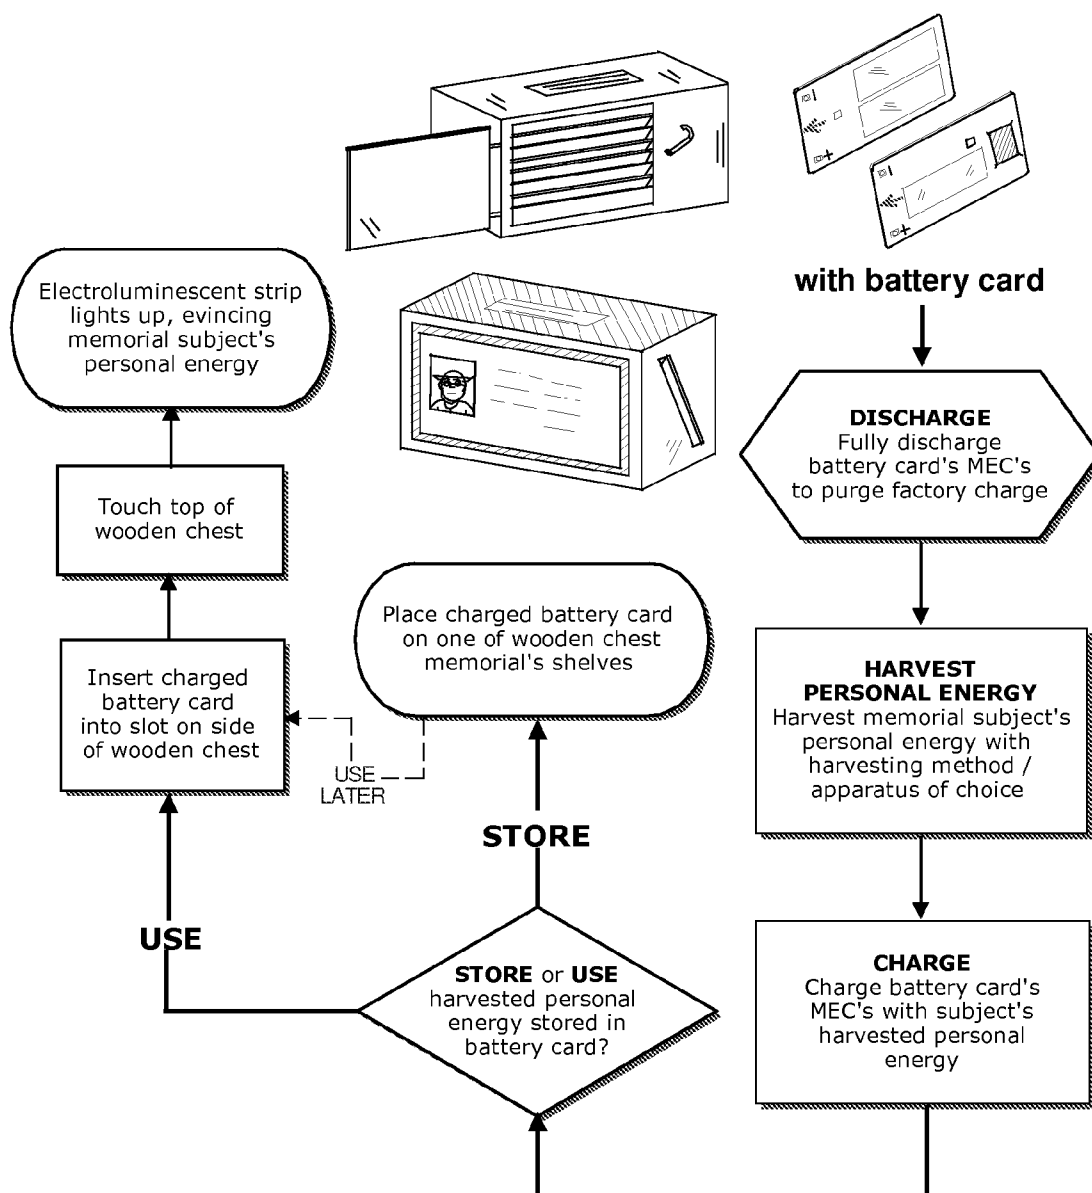 with battery card
DISCHARGE
Fully discharge
battery card's MEC's
to purge factory charge
HARVEST
PERSONAL ENERGY
Harvest memorial subject's
personal energy with
harvesting method /
apparatus of choice
CHARGE
Charge battery card's
MEC's with subject's
harvested personal
energy
STORE or USE
harvested personal
energy stored in
battery card?
STORE
Place charged battery card
on one of wooden chest
memorial's shelves
USE
LATER
USE
Insert charged
battery card
into slot on side
of wooden chest
Touch top of
wooden chest
Electroluminescent strip
lights up, evincing
memorial subject's
personal energy